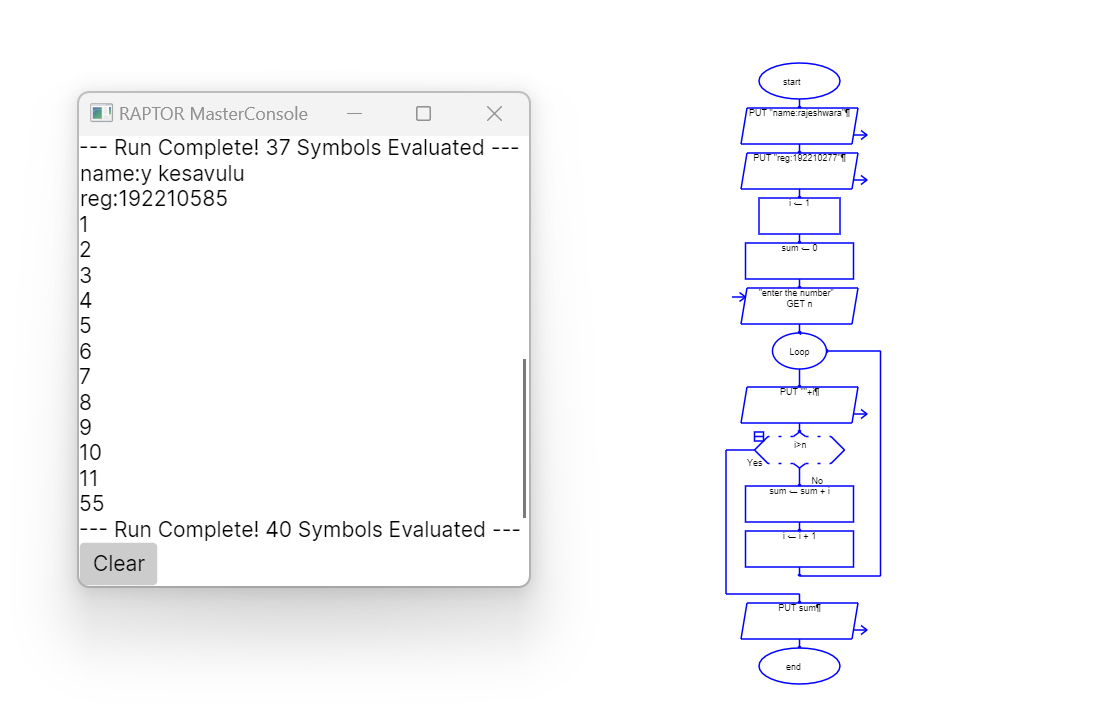 RAPTOR MasterConsole
--- Run Complete! 37 Symbols Evaluated ---
name:y kesavulu
reg:192210585
1
2
3
4
5
6
7
8
9
10
11
55
--- Run Complete! 40 Symbols Evaluated ---
Clear
start
PUT "name:rajeshwara"¶
PUT "reg:192210277"¶
i ← 1
sum ← 0
"enter the number"
GET n
Loop
PUT ""+i¶
i>n
Yes
No
sum ← sum + i
i ← i + 1
PUT sum¶
end